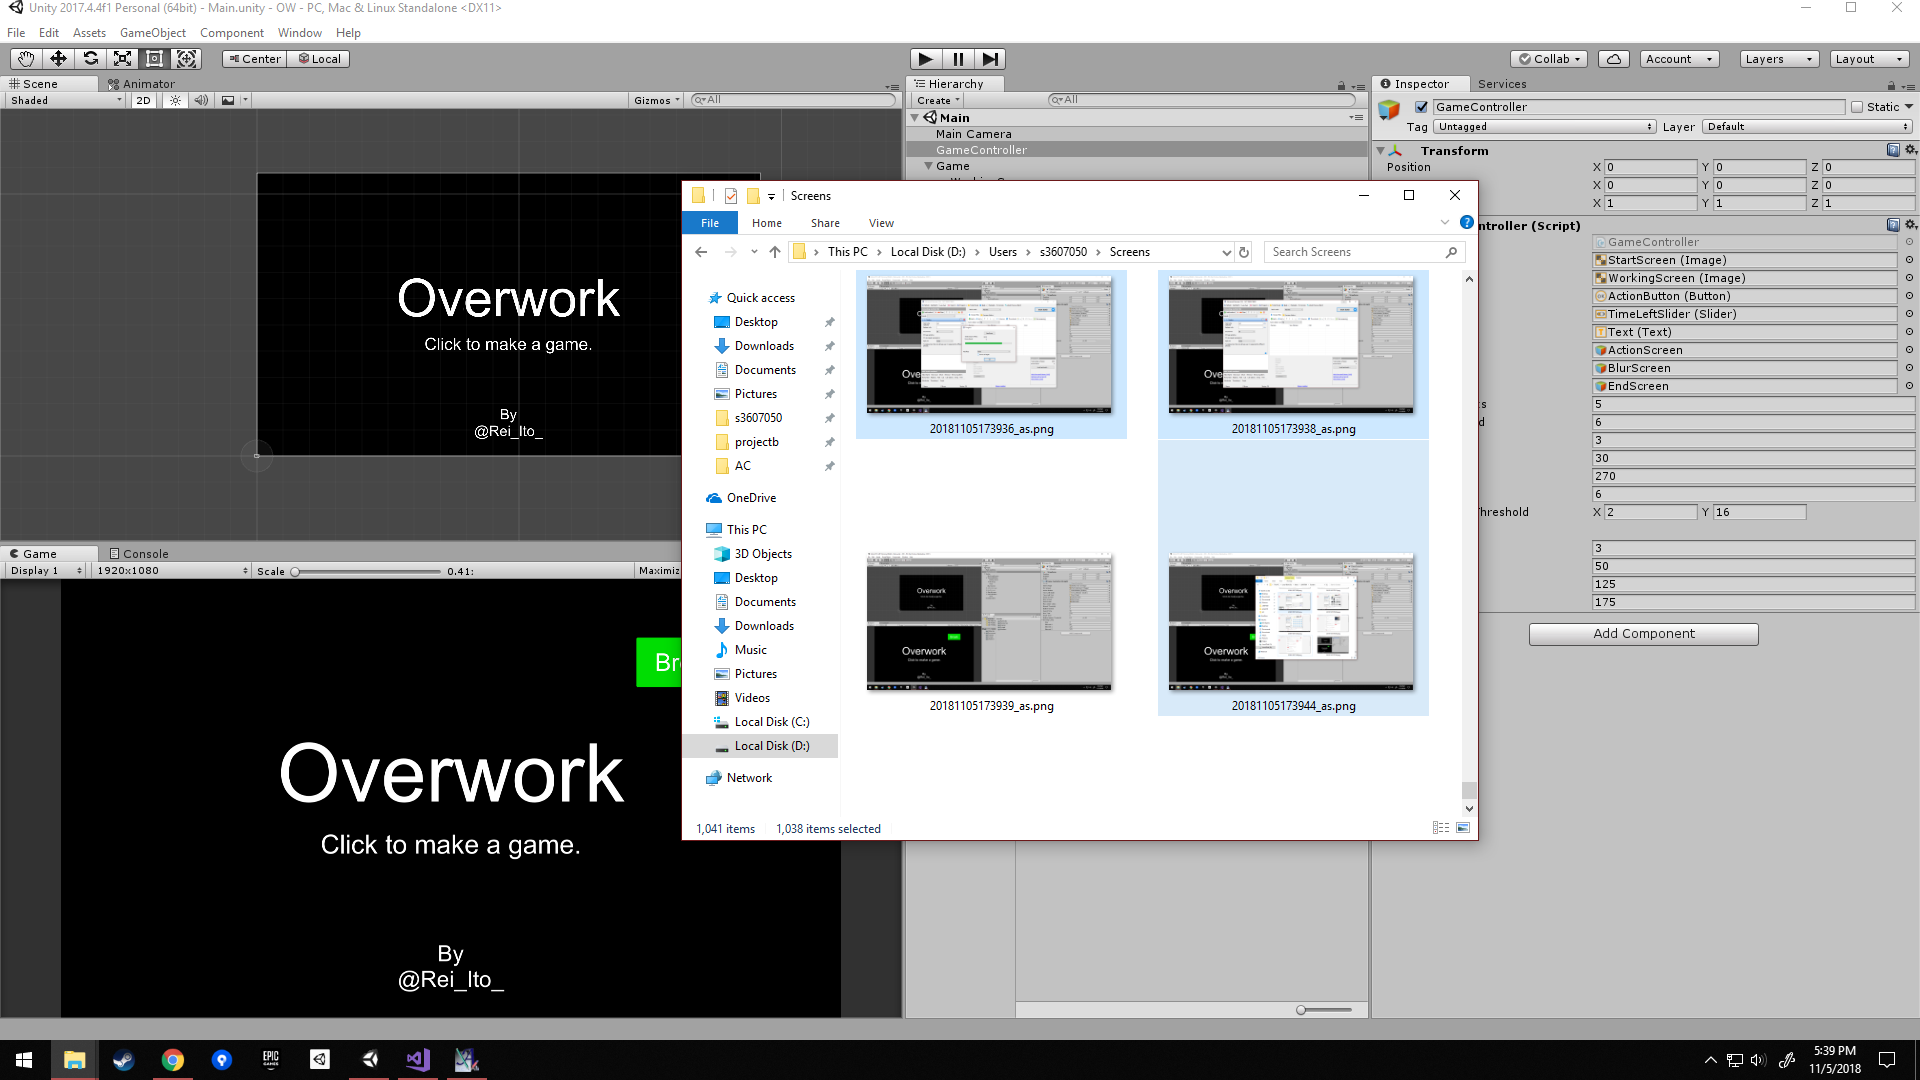 Unity 2017.4.4f1 Personal (64bit) - Main.unity - OW - PC, Mac & Linux Standalone <DX11>
File Edit Assets GameObject Component Window Help
Center Local
Collab Account Layers Layout
Scene Animator
Shaded 2D Gizmos All
Hierarchy
Create All
Main
Main Camera
GameController
Game
Inspector Services
GameController Static
Tag Untagged Layer Default
Transform
Position X 0 Y 0 Z 0
X 0 Y 0 Z 0
X 1 Y 1 Z 1
ntroller (Script)
GameController
StartScreen (Image)
WorkingScreen (Image)
ActionButton (Button)
TimeLeftSlider (Slider)
Text (Text)
ActionScreen
BlurScreen
EndScreen
5
6
3
30
270
6
hreshold X 2 Y 16
3
50
125
175
Add Component
Overwork
Click to make a game.
By
@Rei_Ito_
Game Console
Display 1 1920x1080 Scale 0.41: Maximiz
Br
Overwork
Click to make a game.
By
@Rei_Ito_
Screens
File Home Share View
This PC Local Disk (D:) Users s3607050 Screens Search Screens
Quick access
Desktop
Downloads
Documents
Pictures
s3607050
projectb
AC
OneDrive
This PC
3D Objects
Desktop
Documents
Downloads
Music
Pictures
Videos
Local Disk (C:)
Local Disk (D:)
Network
20181105173936_as.png
20181105173938_as.png
Overwork
Overwork
Overwork
Overwork
20181105173939_as.png
20181105173944_as.png
1,041 items 1,038 items selected
EPIC GAMES
5:39 PM
11/5/2018